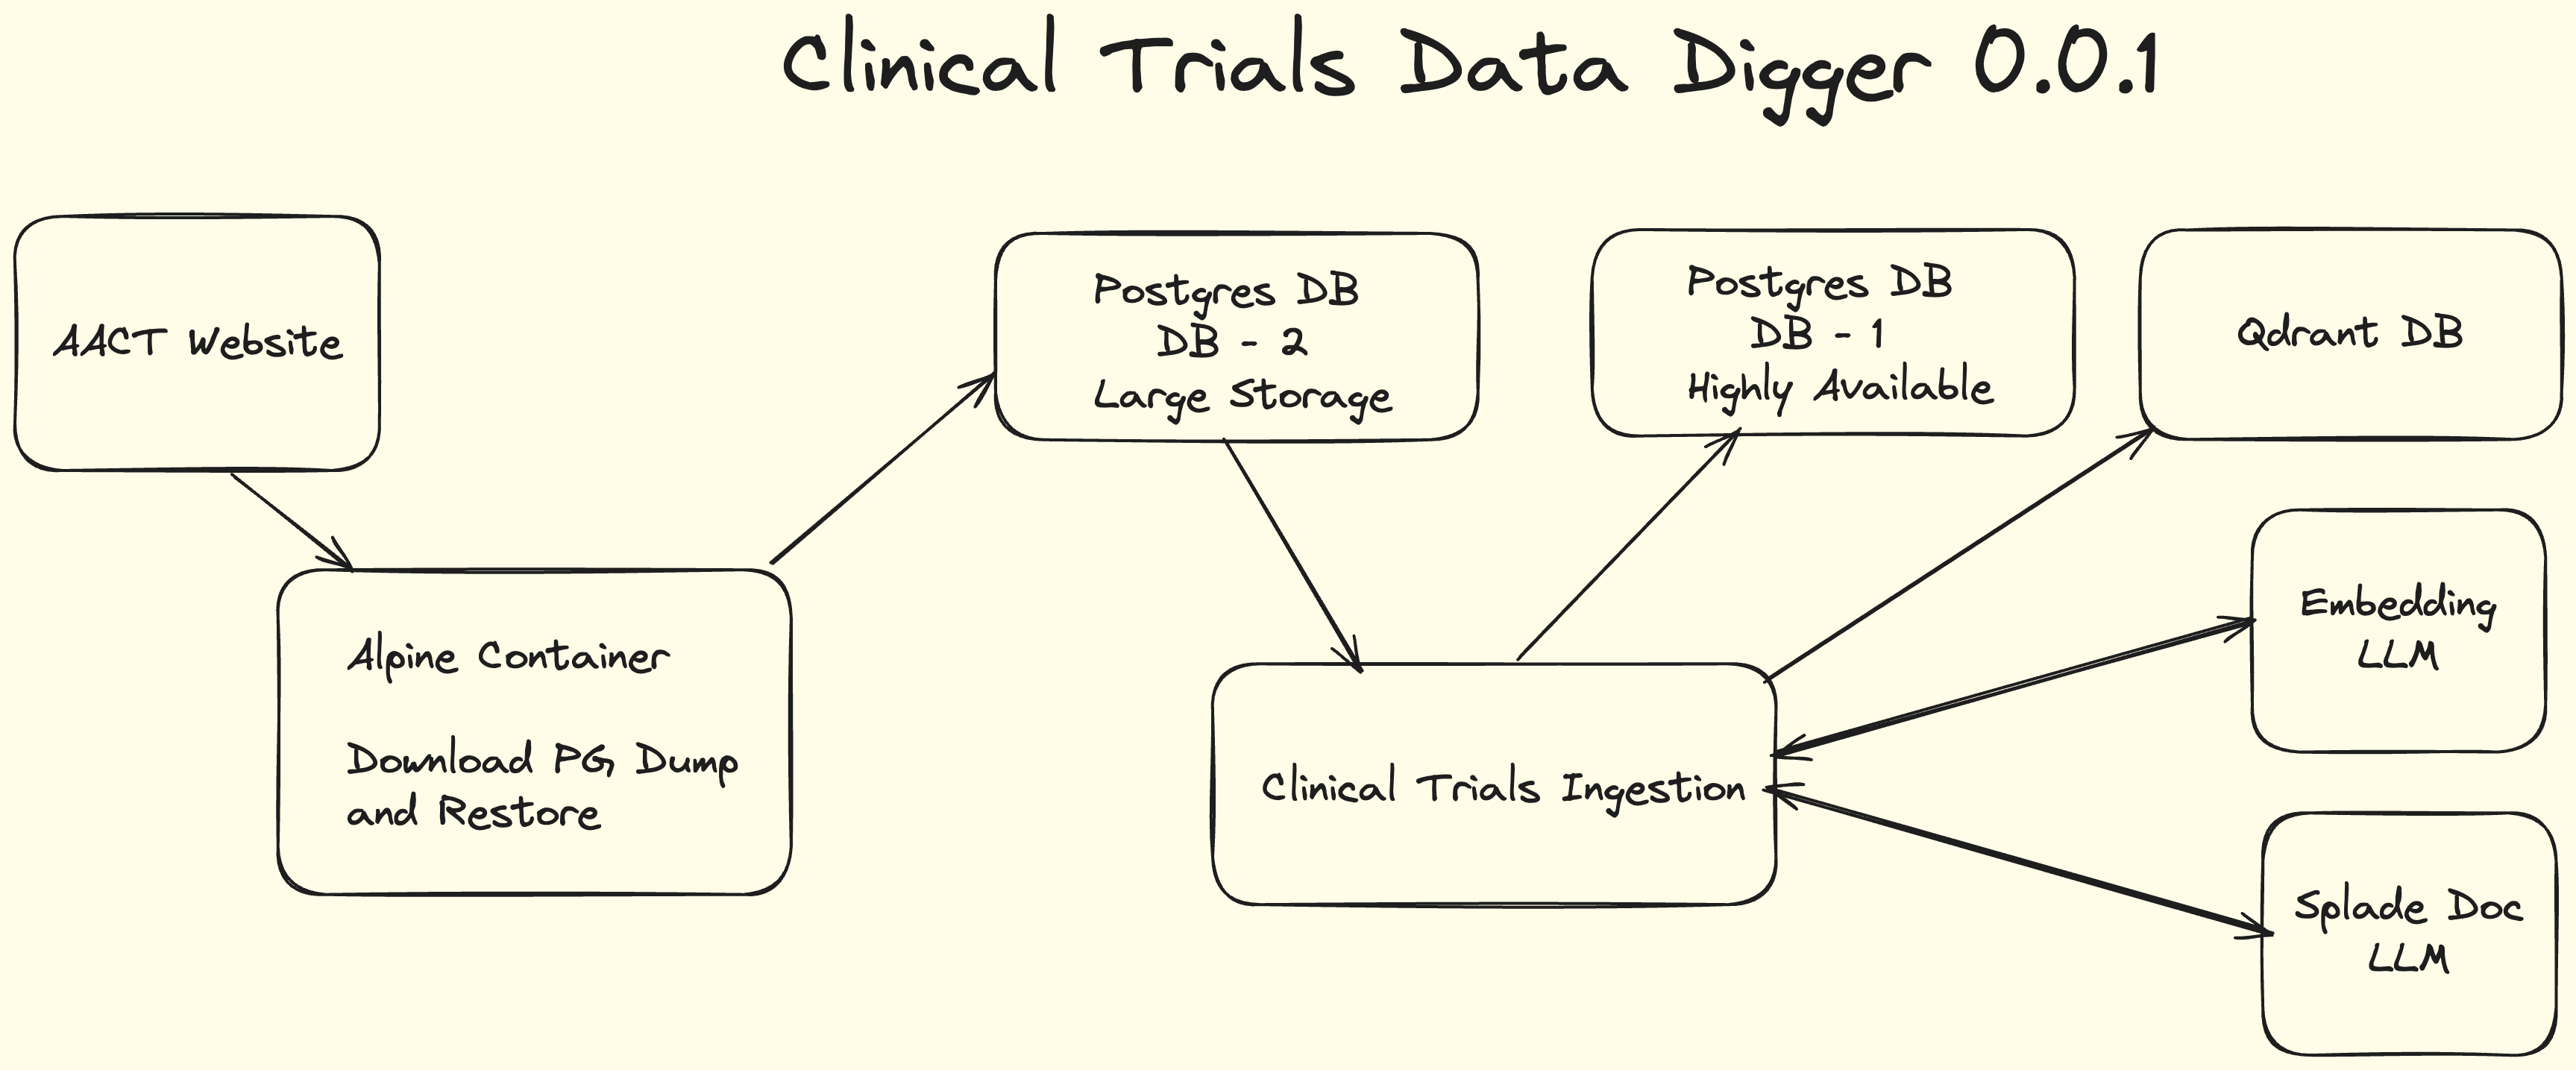 Clinical Trials Data Digger 0.0.1
AACT Website
Postgres DB
DB - 2
Large Storage
Postgres DB
DB - 1
Highly Available
Qdrant DB
Alpine Container
Download PG Dump
and Restore
Clinical Trials Ingestion
Embedding
LLM
Splade Doc
LLM